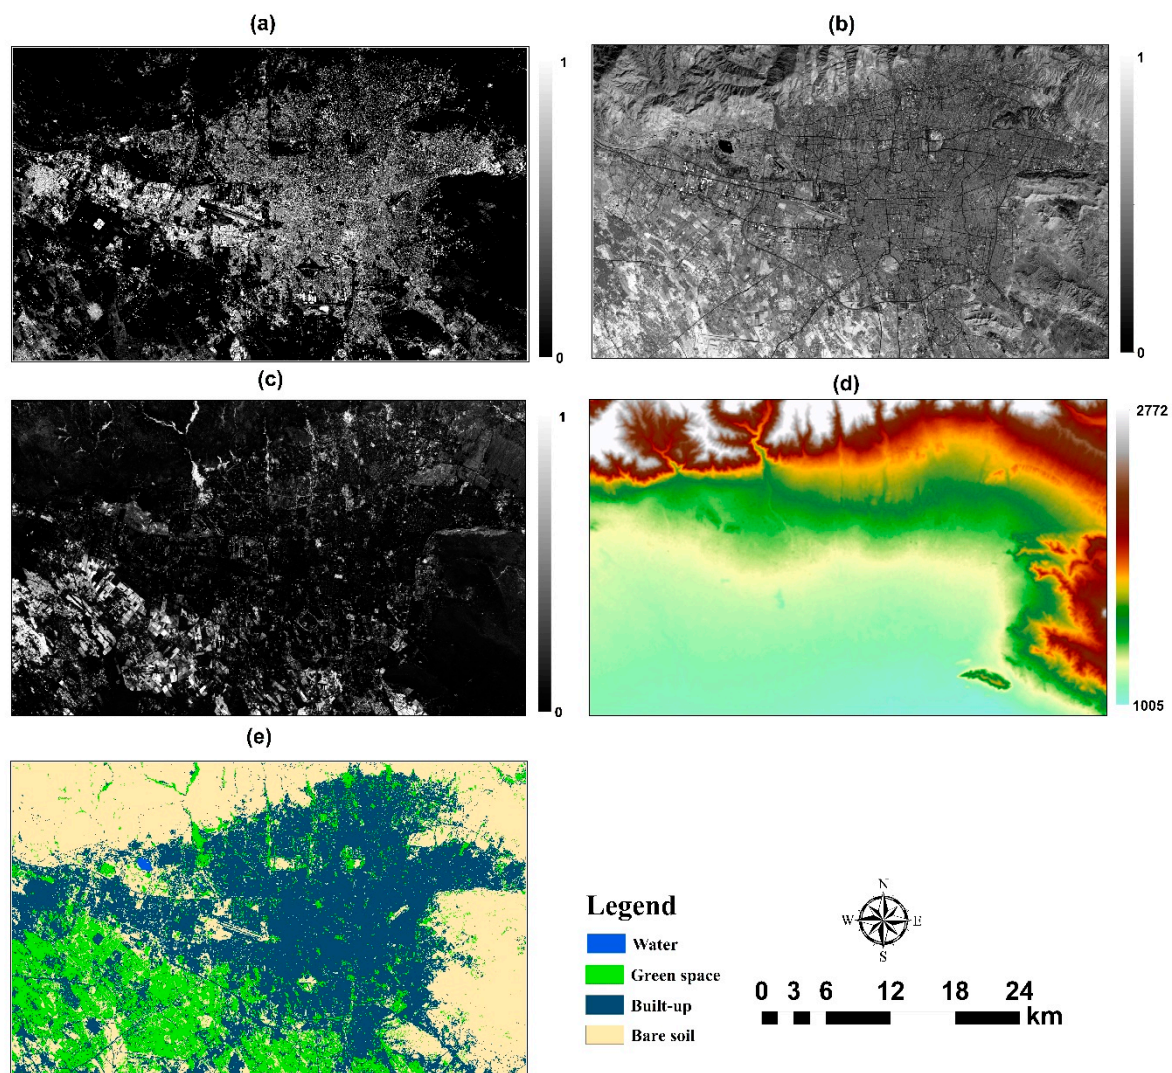 (a)
(b)
1
0
1
0
(c)
(d)
1
0
2772
1005
(e)
Legend
Water
Green space
Built-up
Bare soil
N
W
E
S
0 3 6 12 18 24
km